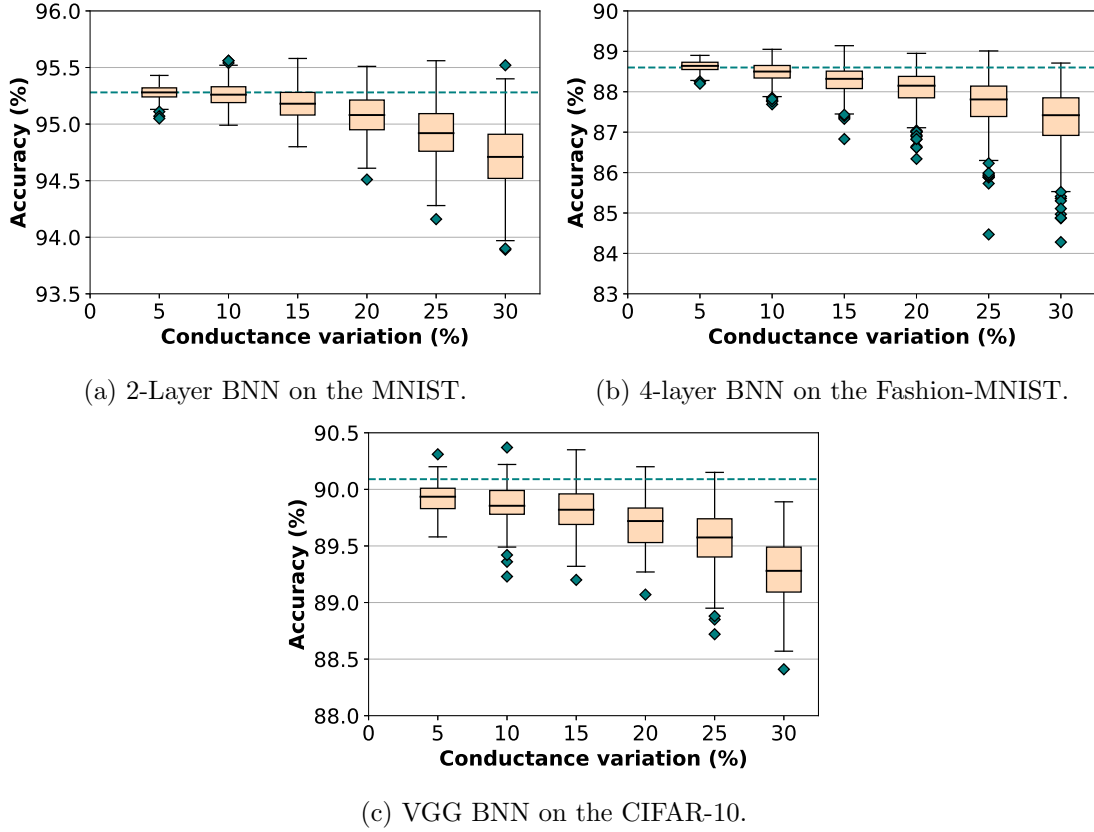 96.0
95.5
95.0
94.5
94.0
93.5
Accuracy (%)
0 5 10 15 20 25 30
Conductance variation (%)
(a) 2-Layer BNN on the MNIST.
90
89
88
87
86
85
84
83
Accuracy (%)
0 5 10 15 20 25 30
Conductance variation (%)
(b) 4-layer BNN on the Fashion-MNIST.
90.5
90.0
89.5
89.0
88.5
88.0
Accuracy (%)
0 5 10 15 20 25 30
Conductance variation (%)
(c) VGG BNN on the CIFAR-10.